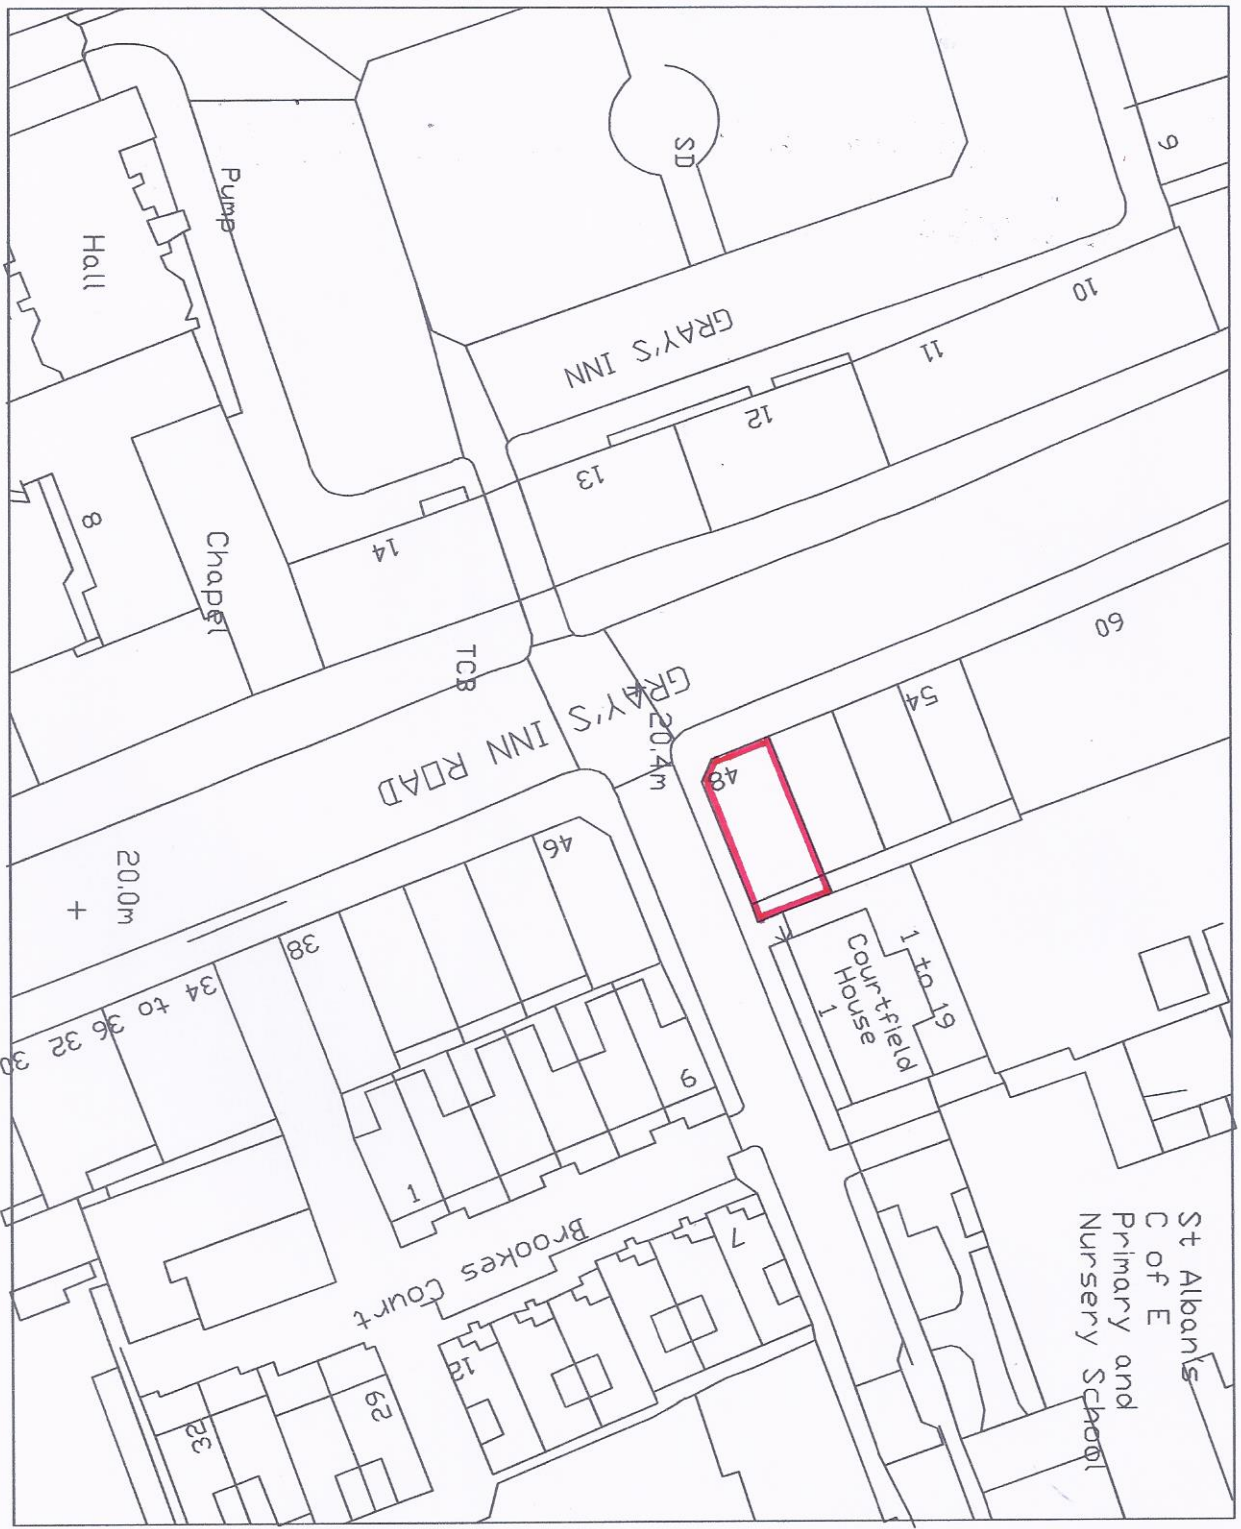 9
SD
Pump
Hall
10
GRAY'S INN
11
12
13
8
Chapel
14
60
TCB
54
GRAY'S INN ROAD
20.4m
48
46
20.0m
+
38
34 to 36
32
30
1 to 19
Courtfield
House
1
9
1
St Alban's
C of E
Primary and
Nursery School
Brookes Court
7
12
29
32